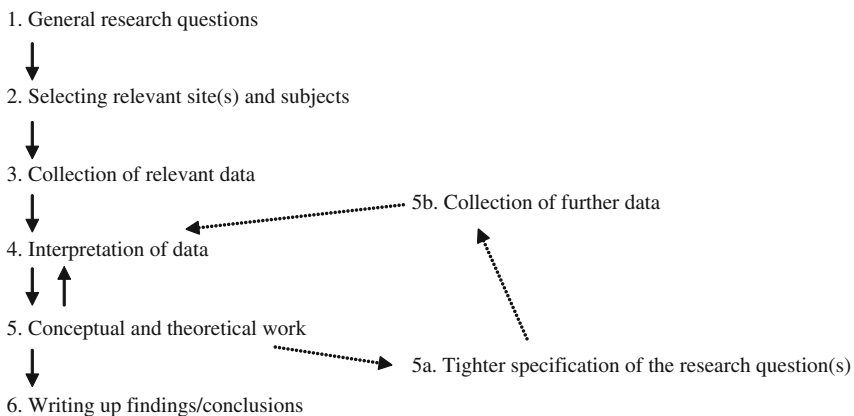 1. General research questions
2. Selecting relevant site(s) and subjects
3. Collection of relevant data
5b. Collection of further data
4. Interpretation of data
5. Conceptual and theoretical work
5a. Tighter specification of the research question(s)
6. Writing up findings/conclusions